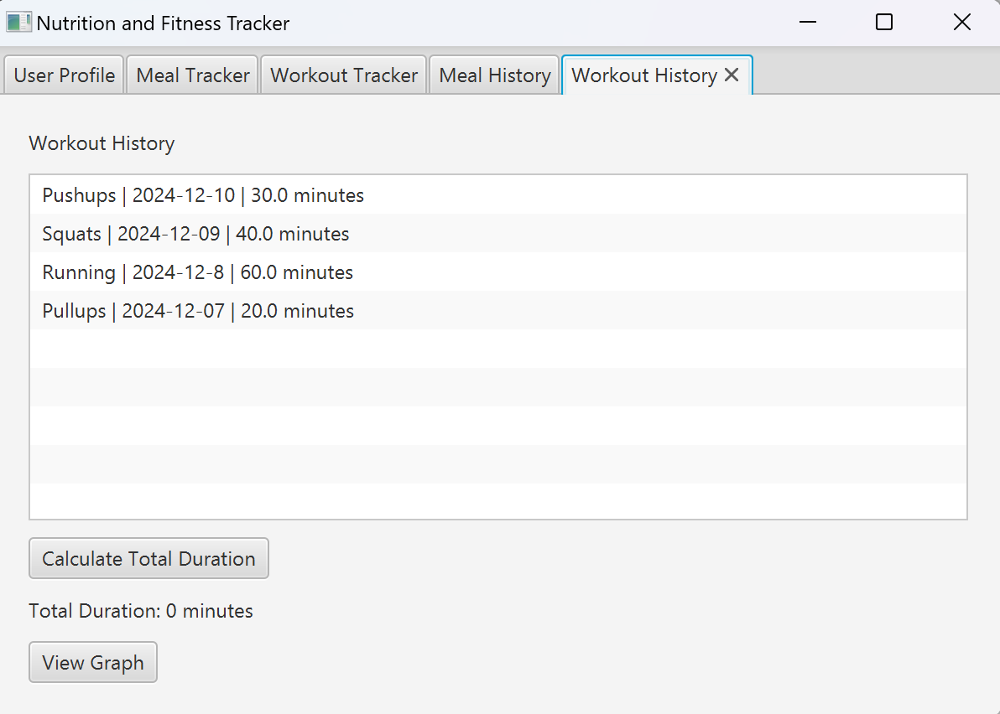 Nutrition and Fitness Tracker
User Profile Meal Tracker Workout Tracker Meal History Workout History
Workout History
Pushups | 2024-12-10 | 30.0 minutes
Squats | 2024-12-09 | 40.0 minutes
Running | 2024-12-8 | 60.0 minutes
Pullups | 2024-12-07 | 20.0 minutes
Calculate Total Duration
Total Duration: 0 minutes
View Graph